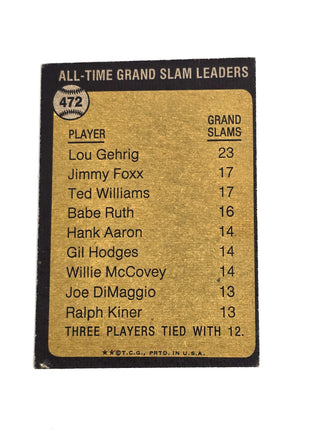 ALL-TIME GRAND SLAM LEADERS
472
PLAYER GRAND SLAMS
Lou Gehrig 23
Jimmy Foxx 17
Ted Williams 17
Babe Ruth 16
Hank Aaron 14
Gil Hodges 14
Willie McCovey 14
Joe DiMaggio 13
Ralph Kiner 13
THREE PLAYERS TIED WITH 12.
★★©T.C.G., PRTD. IN U.S.A.